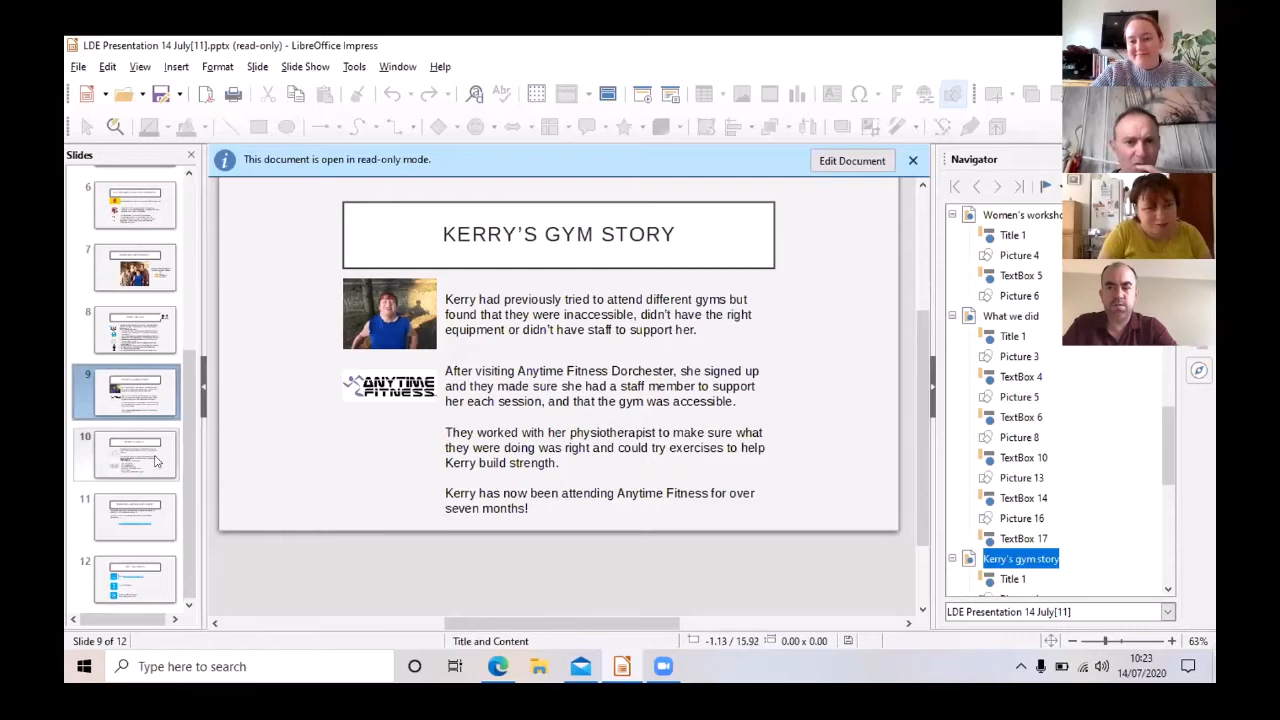 LDE Presentation 14 July[11].pptx (read-only) - LibreOffice Impress
File Edit View Insert Format Slide Slide Show Tools Window Help
Slides
This document is open in read-only mode.
Edit Document
Navigator
6
7
8
9
10
11
12
KERRY'S GYM STORY
Kerry had previously tried to attend different gyms but
found that they were inaccessible, didn't have the right
equipment or didn't have staff to support her.
ANYTIME
FITNESS
After visiting Anytime Fitness Dorchester, she signed up
and they made sure she had a staff member to support
her each session, and that the gym was accessible.
They worked with her physiotherapist to make sure what
they were doing was right and could try exercises to help
Kerry build strength.
Kerry has now been attending Anytime Fitness for over
seven months!
Women's worksho
Title 1
Picture 4
TextBox 5
Picture 6
What we did
Title 1
Picture 3
TextBox 4
Picture 5
TextBox 6
Picture 8
TextBox 10
Picture 13
TextBox 14
Picture 16
TextBox 17
Kerry's gym story
Title 1
LDE Presentation 14 July[11]
Slide 9 of 12
Title and Content
-1.13 / 15.92
0.00 x 0.00
63%
Type here to search
10:23
14/07/2020